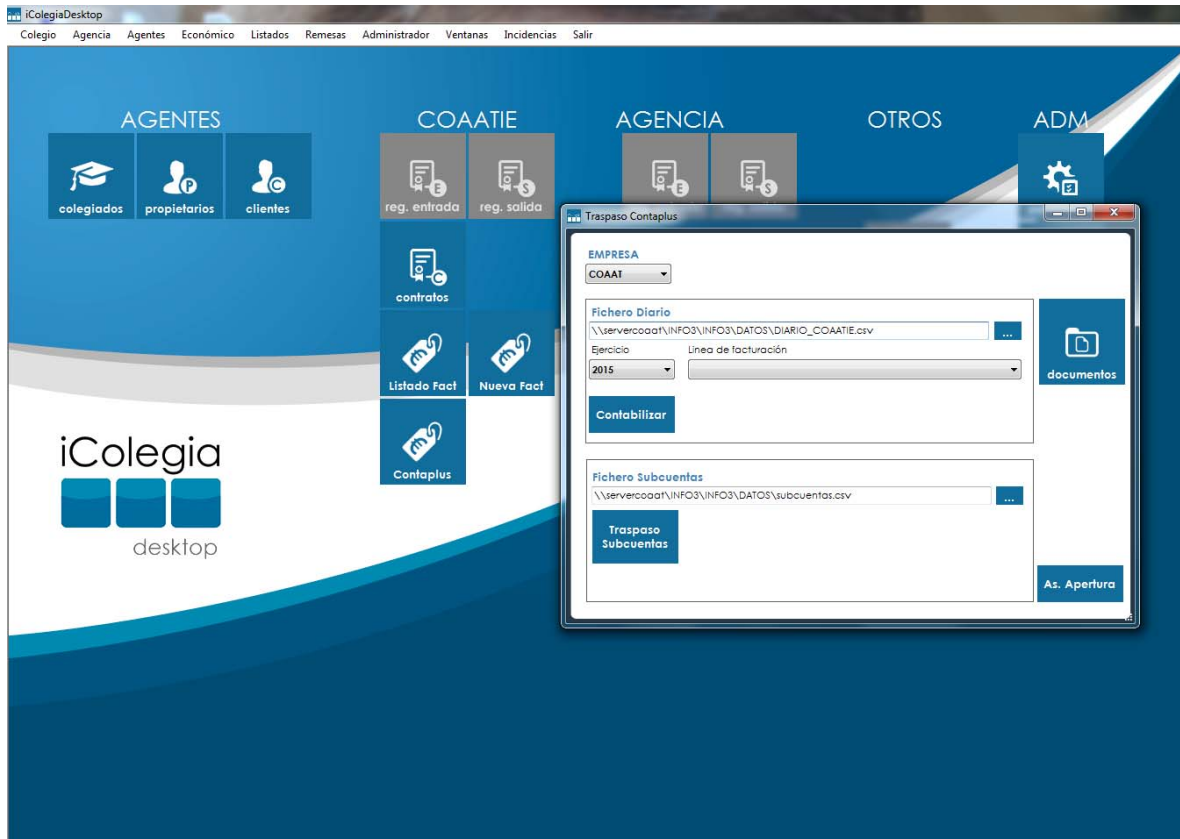 iColegiaDesktop
Colegio Agencia Agentes Económico Listados Remesas Administrador Ventanas Incidencias Salir
AGENTES COAATIE AGENCIA OTROS ADM
colegiados propietarios clientes reg. entrada reg. salida
contratos
Listado Fact Nueva Fact
Contaplus
iColegia
desktop
Traspaso Contaplus
EMPRESA
COAAT
Fichero Diario
\\servercoaat\INFO3\INFO3\DATOS\DIARIO_COAATIE.csv ...
Ejercicio Linea de facturación
2015
documentos
Contabilizar
Fichero Subcuentas
\\servercoaat\INFO3\INFO3\DATOS\subcuentas.csv ...
Traspaso
Subcuentas
As. Apertura